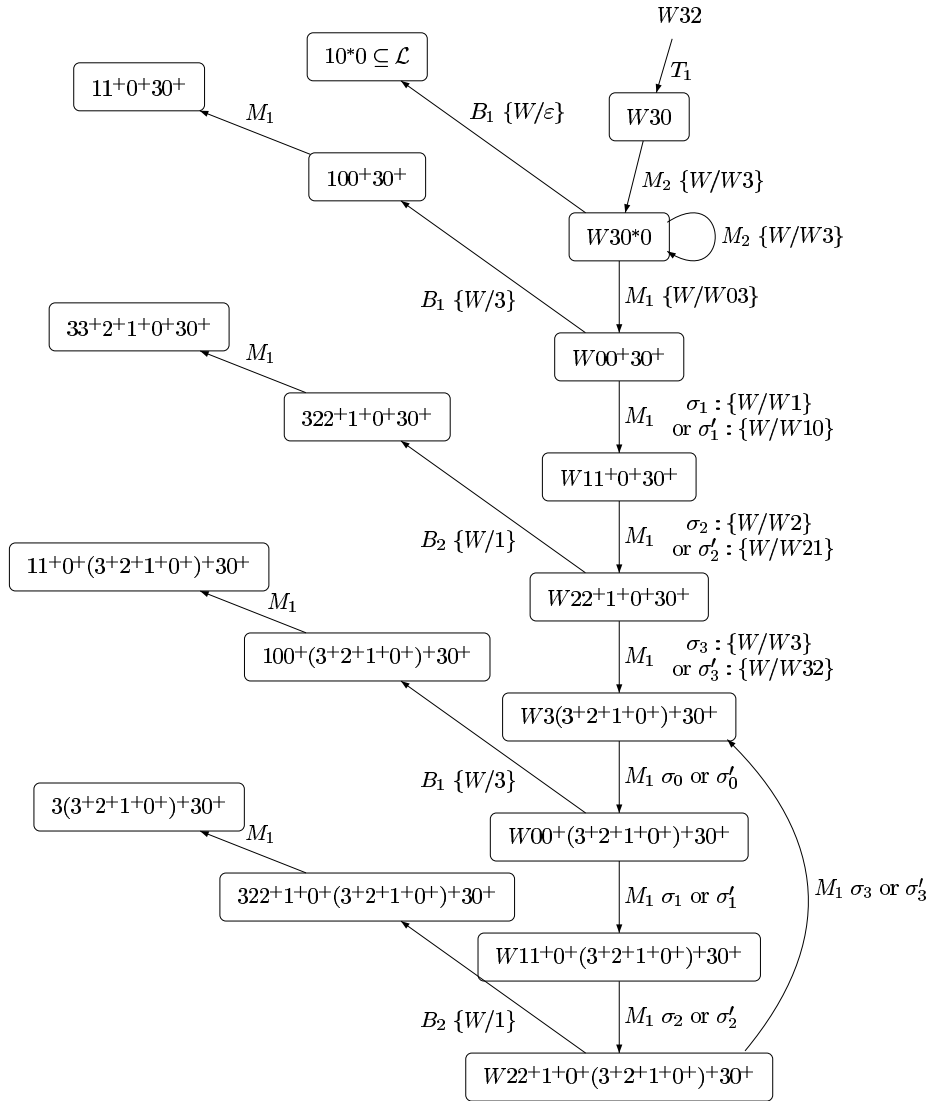 W32
T₁
10*0 ⊆ ℒ
11⁺0⁺30⁺
M₁
B₁ {W/ε}
W30
100⁺30⁺
M₂ {W/W3}
W30*0
M₂ {W/W3}
B₁ {W/3}
M₁ {W/W03}
33⁺2⁺1⁺0⁺30⁺
M₁
W00⁺30⁺
322⁺1⁺0⁺30⁺
M₁
σ₁ : {W/W1}
or σ′₁ : {W/W10}
W11⁺0⁺30⁺
B₂ {W/1}
M₁
σ₂ : {W/W2}
or σ′₂ : {W/W21}
11⁺0⁺(3⁺2⁺1⁺0⁺)⁺30⁺
M₁
W22⁺1⁺0⁺30⁺
100⁺(3⁺2⁺1⁺0⁺)⁺30⁺
M₁
σ₃ : {W/W3}
or σ′₃ : {W/W32}
W3(3⁺2⁺1⁺0⁺)⁺30⁺
B₁ {W/3}
M₁ σ₀ or σ′₀
3(3⁺2⁺1⁺0⁺)⁺30⁺
M₁
W00⁺(3⁺2⁺1⁺0⁺)⁺30⁺
322⁺1⁺0⁺(3⁺2⁺1⁺0⁺)⁺30⁺
M₁ σ₁ or σ′₁
M₁ σ₃ or σ′₃
W11⁺0⁺(3⁺2⁺1⁺0⁺)⁺30⁺
B₂ {W/1}
M₁ σ₂ or σ′₂
W22⁺1⁺0⁺(3⁺2⁺1⁺0⁺)⁺30⁺